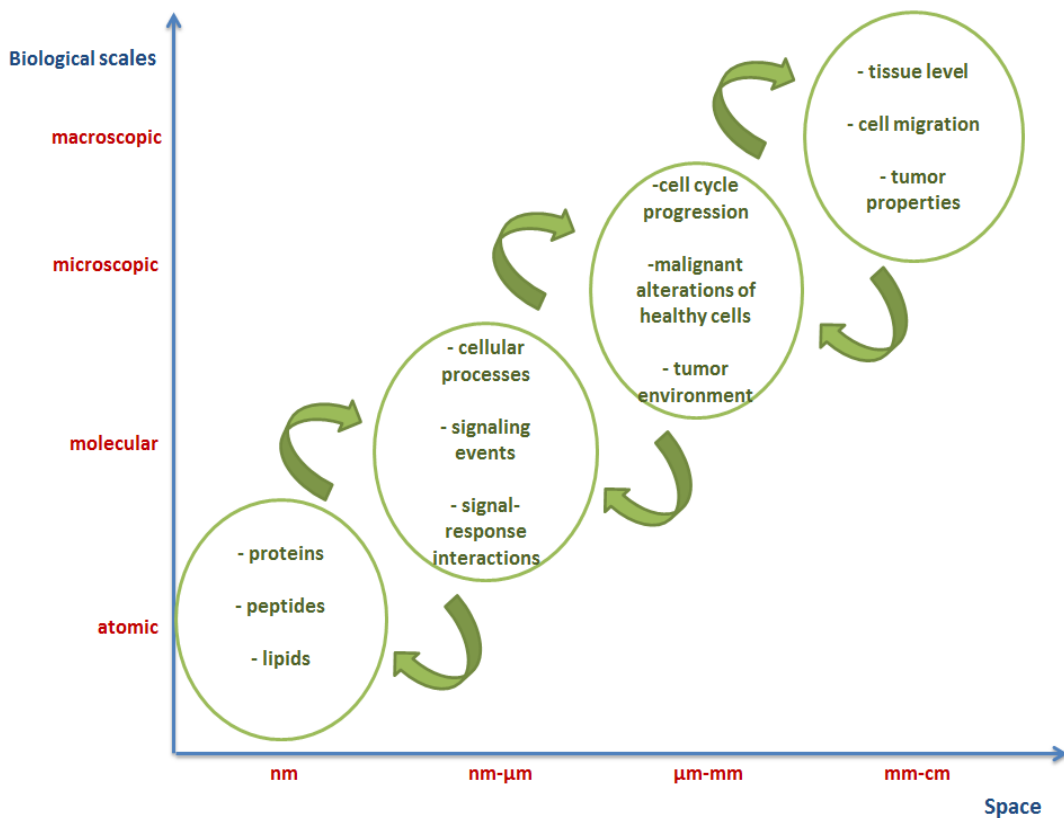 Biological scales
macroscopic
microscopic
molecular
atomic
- tissue level
- cell migration
- tumor
properties
-cell cycle
progression
-malignant
alterations of
healthy cells
- tumor
environment
- cellular
processes
- signaling
events
- signal-
response
interactions
- proteins
- peptides
- lipids
nm
nm-µm
µm-mm
mm-cm
Space